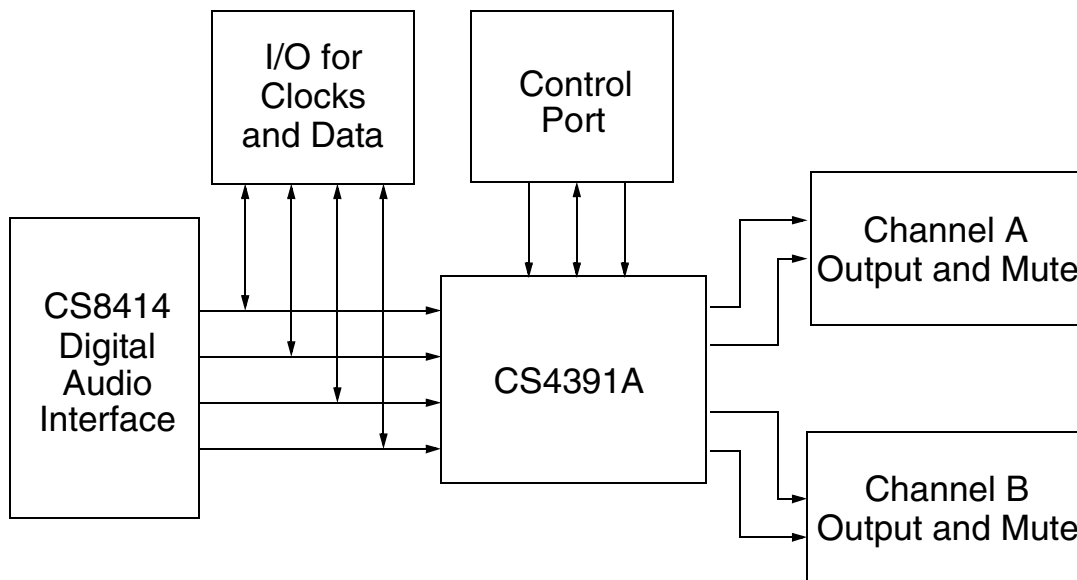 I/O for
Clocks
and Data
Control
Port
CS8414
Digital
Audio
Interface
CS4391A
Channel A
Output and Mute
Channel B
Output and Mute